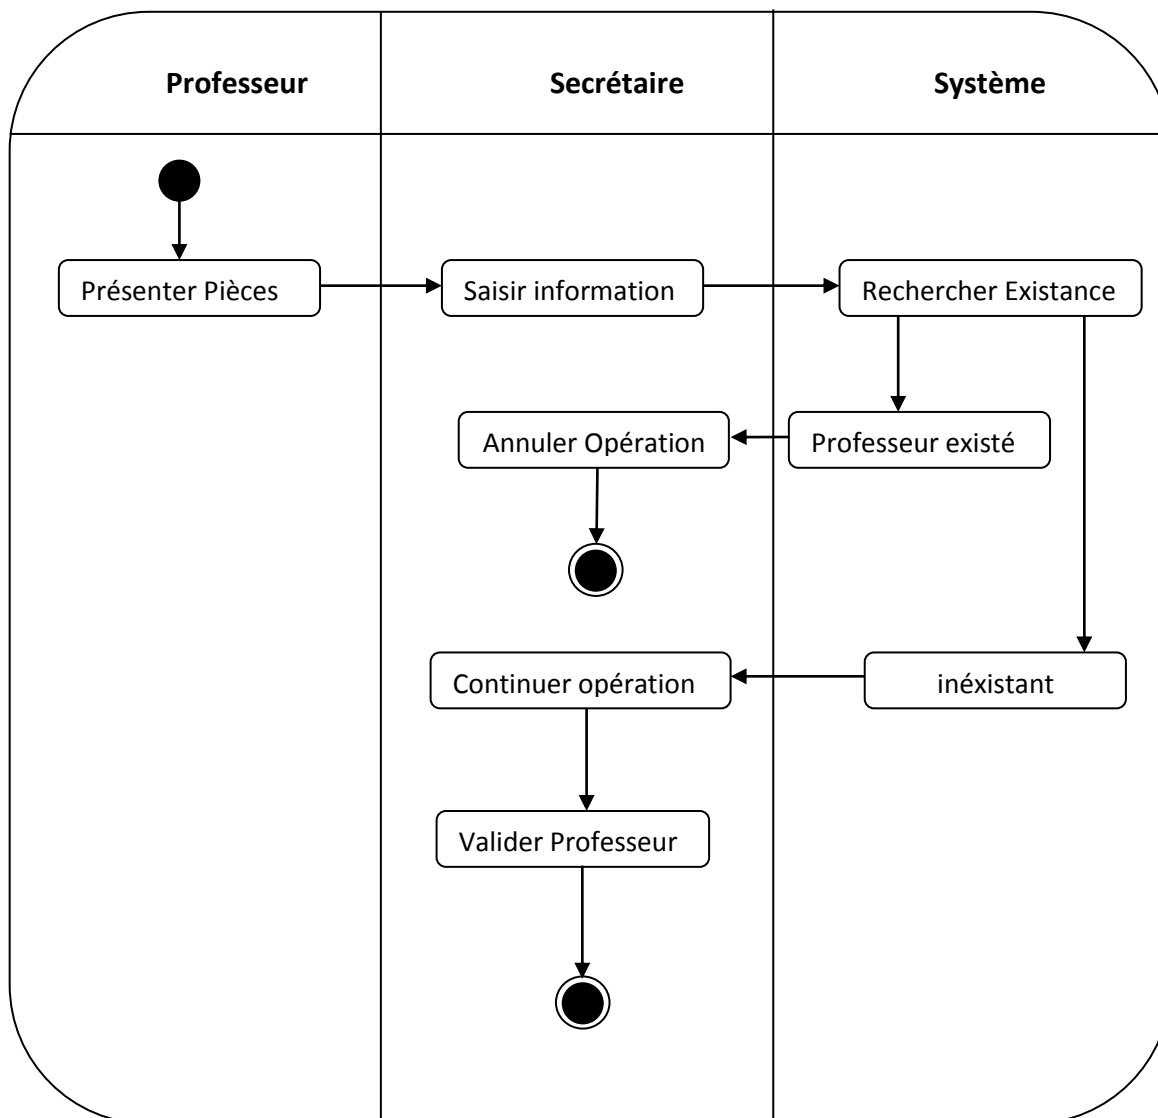 Professeur
Secrétaire
Système
Présenter Pièces
Saisir information
Rechercher Existance
Annuler Opération
Professeur existé
Continuer opération
inéxistant
Valider Professeur